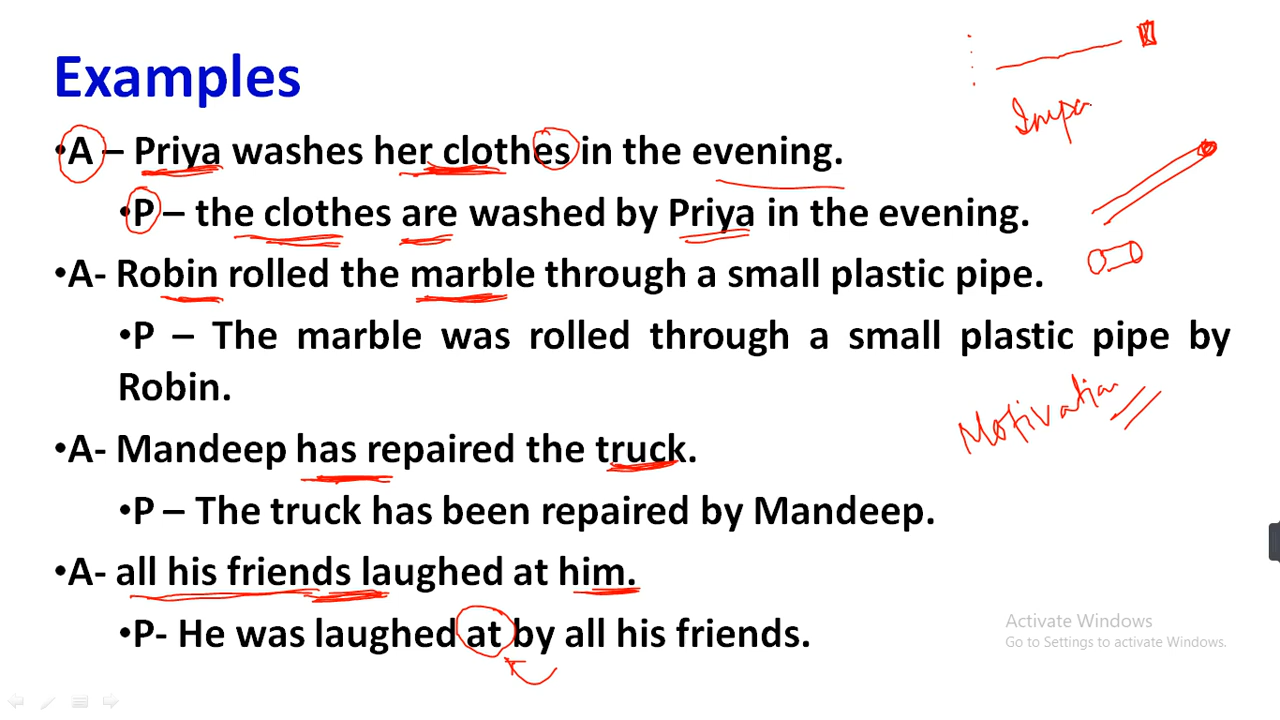 Examples
•A – Priya washes her clothes in the evening.
•P – the clothes are washed by Priya in the evening.
•A- Robin rolled the marble through a small plastic pipe.
•P – The marble was rolled through a small plastic pipe by
Robin.
•A- Mandeep has repaired the truck.
•P – The truck has been repaired by Mandeep.
•A- all his friends laughed at him.
•P- He was laughed at by all his friends.
Impa
Motivation
Activate Windows
Go to Settings to activate Windows.